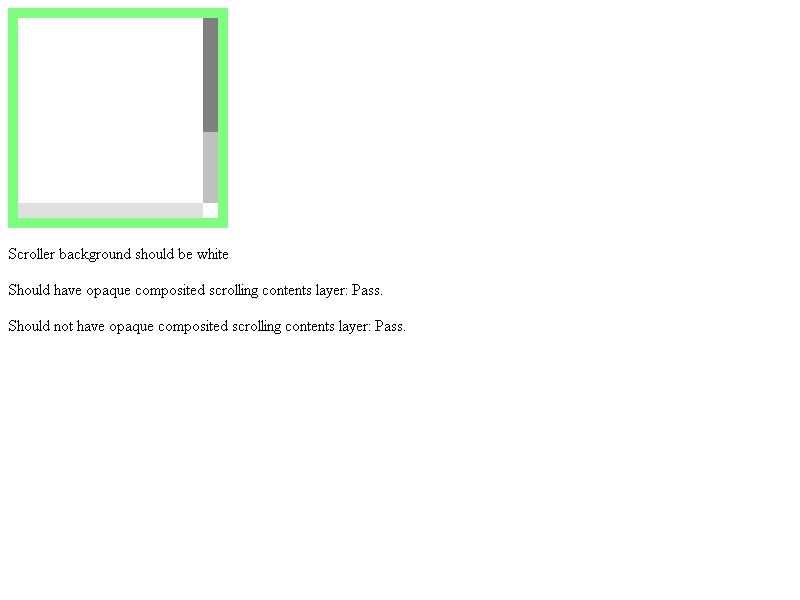 Scroller background should be white
Should have opaque composited scrolling contents layer: Pass.
Should not have opaque composited scrolling contents layer: Pass.